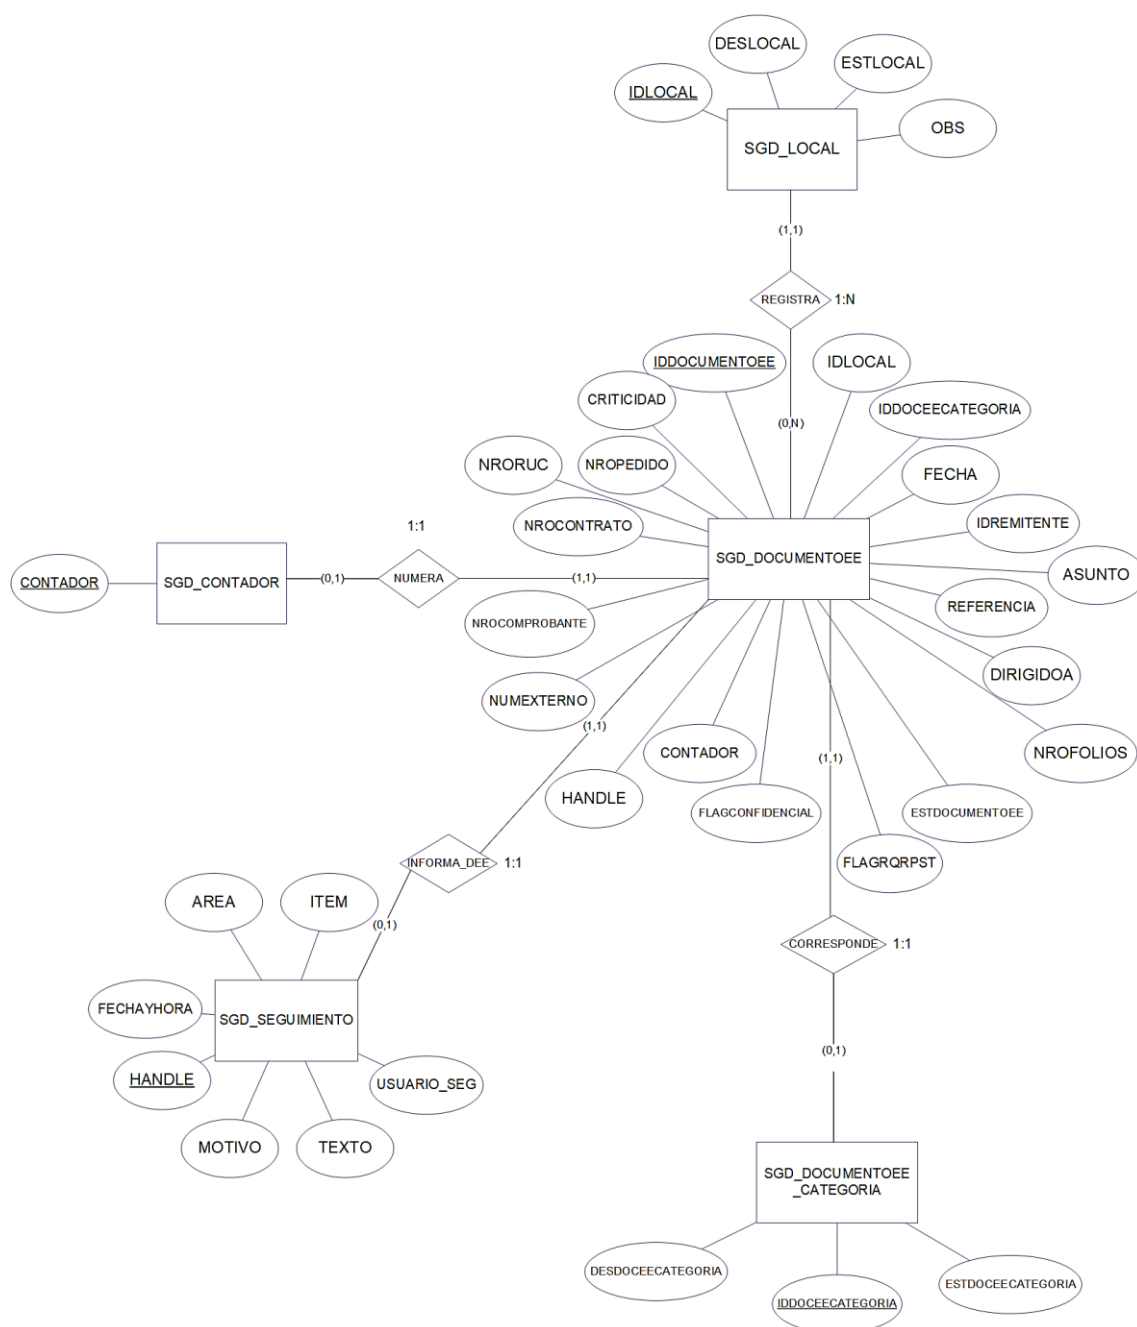 DESLOCAL
ESTLOCAL
IDLOCAL
OBS
SGD_LOCAL
(1,1)
REGISTRA
1:N
IDDOCUMENTOEE
IDLOCAL
CRITICIDAD
IDDOCEECATEGORIA
(0,N)
NRORUC
NROPEDIDO
FECHA
NROCONTRATO
IDREMITENTE
1:1
SGD_DOCUMENTOEE
CONTADOR
SGD_CONTADOR
(0,1)
NUMERA
(1,1)
ASUNTO
REFERENCIA
NROCOMPROBANTE
DIRIGIDOA
NUMEXTERNO
(1,1)
CONTADOR
(1,1)
NROFOLIOS
HANDLE
FLAGCONFIDENCIAL
ESTDOCUMENTOEE
INFORMA_DEE
1:1
FLAGRQRPST
AREA
ITEM
(0,1)
CORRESPONDE
1:1
FECHAYHORA
SGD_SEGUIMIENTO
(0,1)
HANDLE
USUARIO_SEG
MOTIVO
TEXTO
SGD_DOCUMENTOEE
_CATEGORIA
DESDOCEECATEGORIA
ESTDOCEECATEGORIA
IDDOCEECATEGORIA